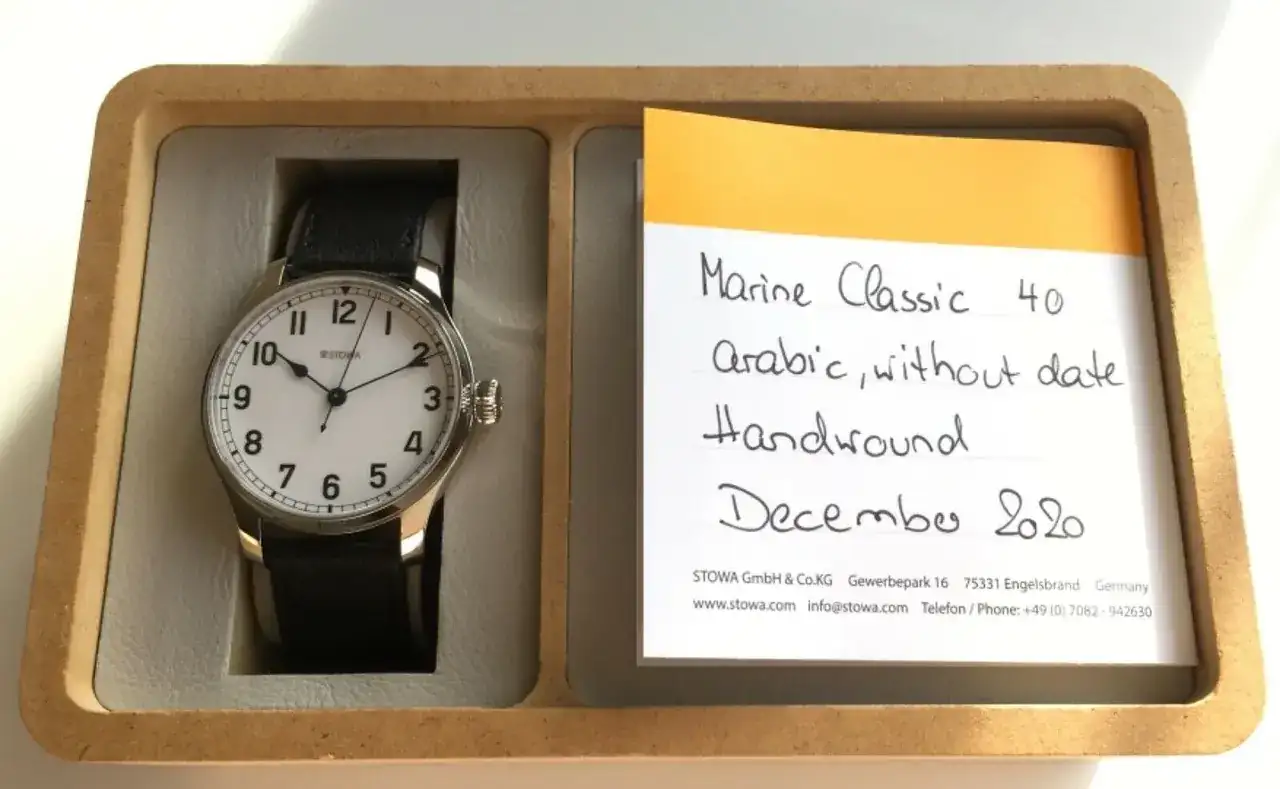 12
11
1
10
STOWA
2
9
3
8
4
7
5
6
Marine Classic 40
arabic, without date
Handwound
December 2020
STOWA GmbH & Co.KG Gewerbepark 16 75331 Engelsbrand Germany
www.stowa.com info@stowa.com Telefon / Phone: +49 (0) 7082 - 942630